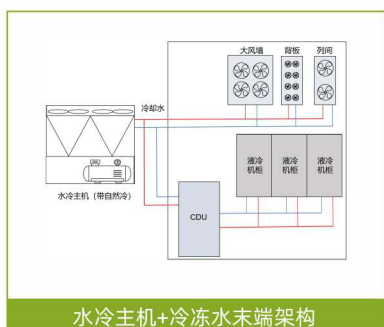 大风墙
背板
列间
冷却水
水冷主机（带自然冷）
液冷
机柜
液冷
机柜
液冷
机柜
CDU
水冷主机+冷冻水末端架构